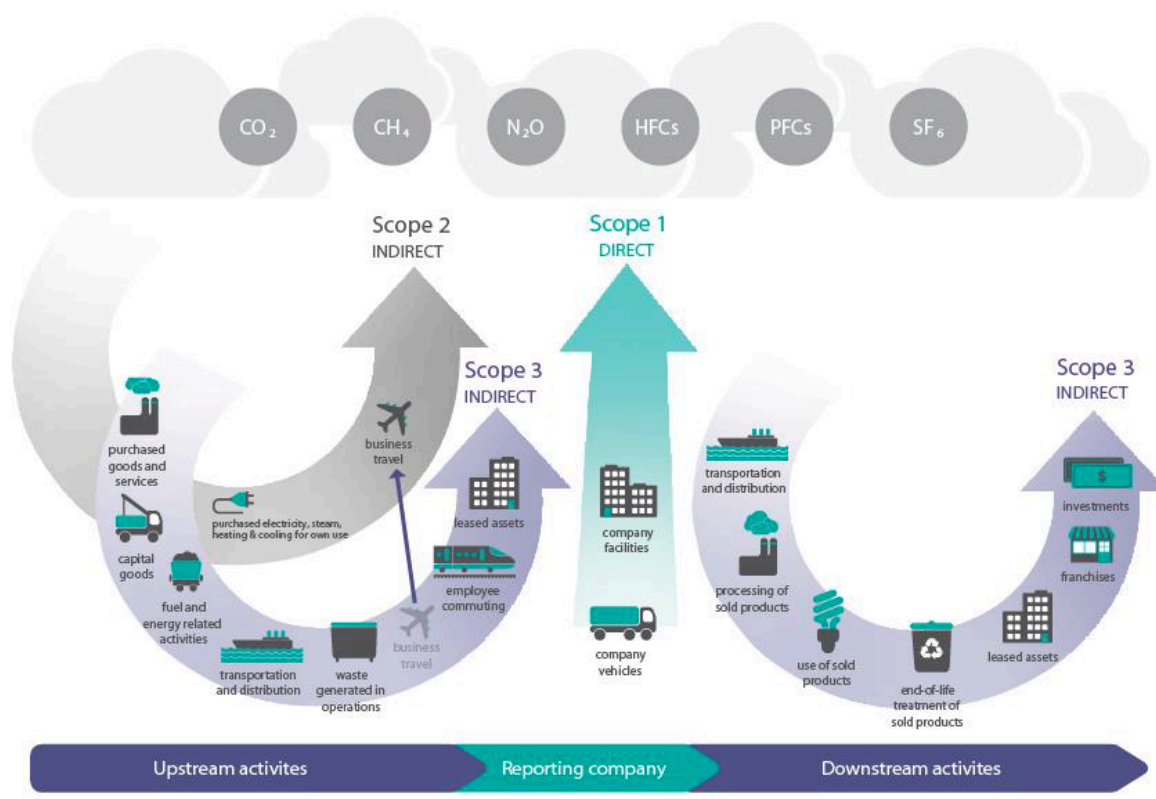 CO₂
CH₄
N₂O
HFCs
PFCs
SF₆
Scope 2
INDIRECT
Scope 1
DIRECT
Scope 3
INDIRECT
Scope 3
INDIRECT
purchased
goods and
services
capital
goods
fuel and
energy related
activities
purchased electricity, steam,
heating & cooling for own use
transportation
and distribution
waste
generated in
operations
business
travel
business
travel
employee
commuting
leased assets
company
facilities
company
vehicles
transportation
and distribution
processing of
sold products
use of sold
products
end-of-life
treatment of
sold products
leased assets
franchises
$
investments
Upstream activites
Reporting company
Downstream activites